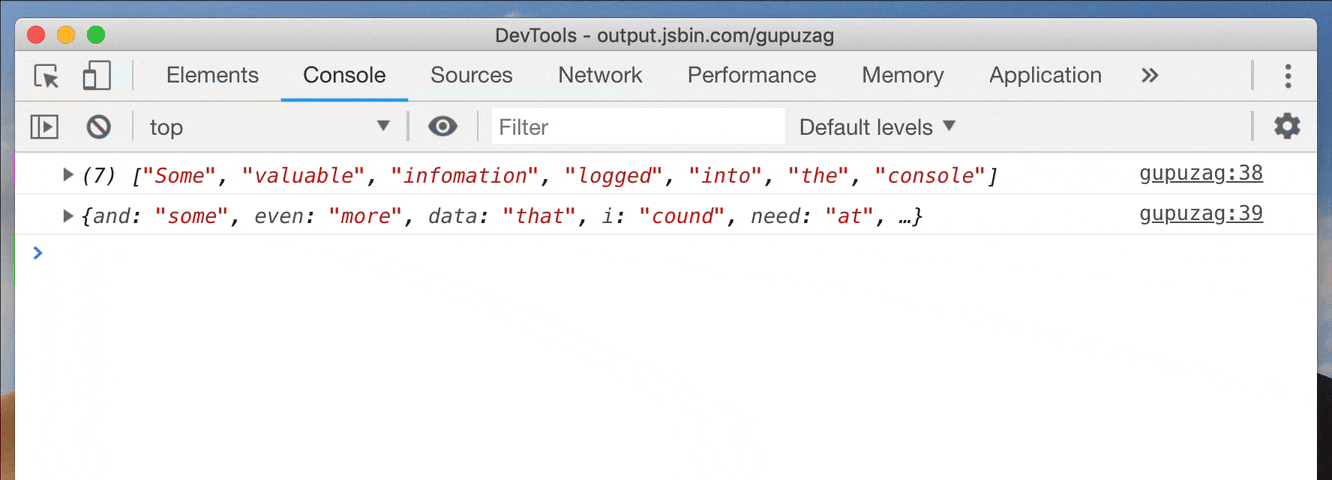 DevTools - output.jsbin.com/gupuzag
Elements Console Sources Network Performance Memory Application »
top Filter Default levels
(7) ["Some", "valuable", "infomation", "logged", "into", "the", "console"] gupuzag:38
{and: "some", even: "more", data: "that", i: "cound", need: "at", …} gupuzag:39